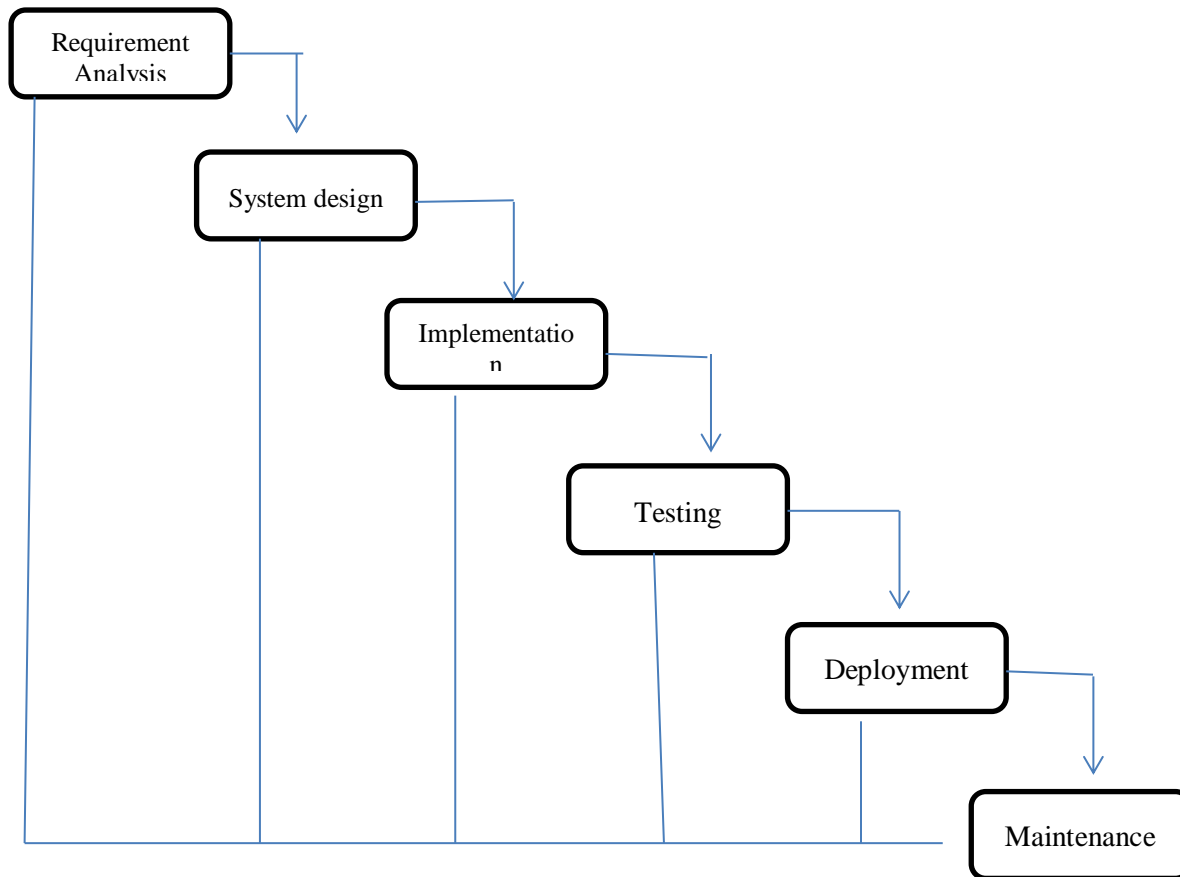 Requirement
Analysis
System design
Implementatio
n
Testing
Deployment
Maintenance